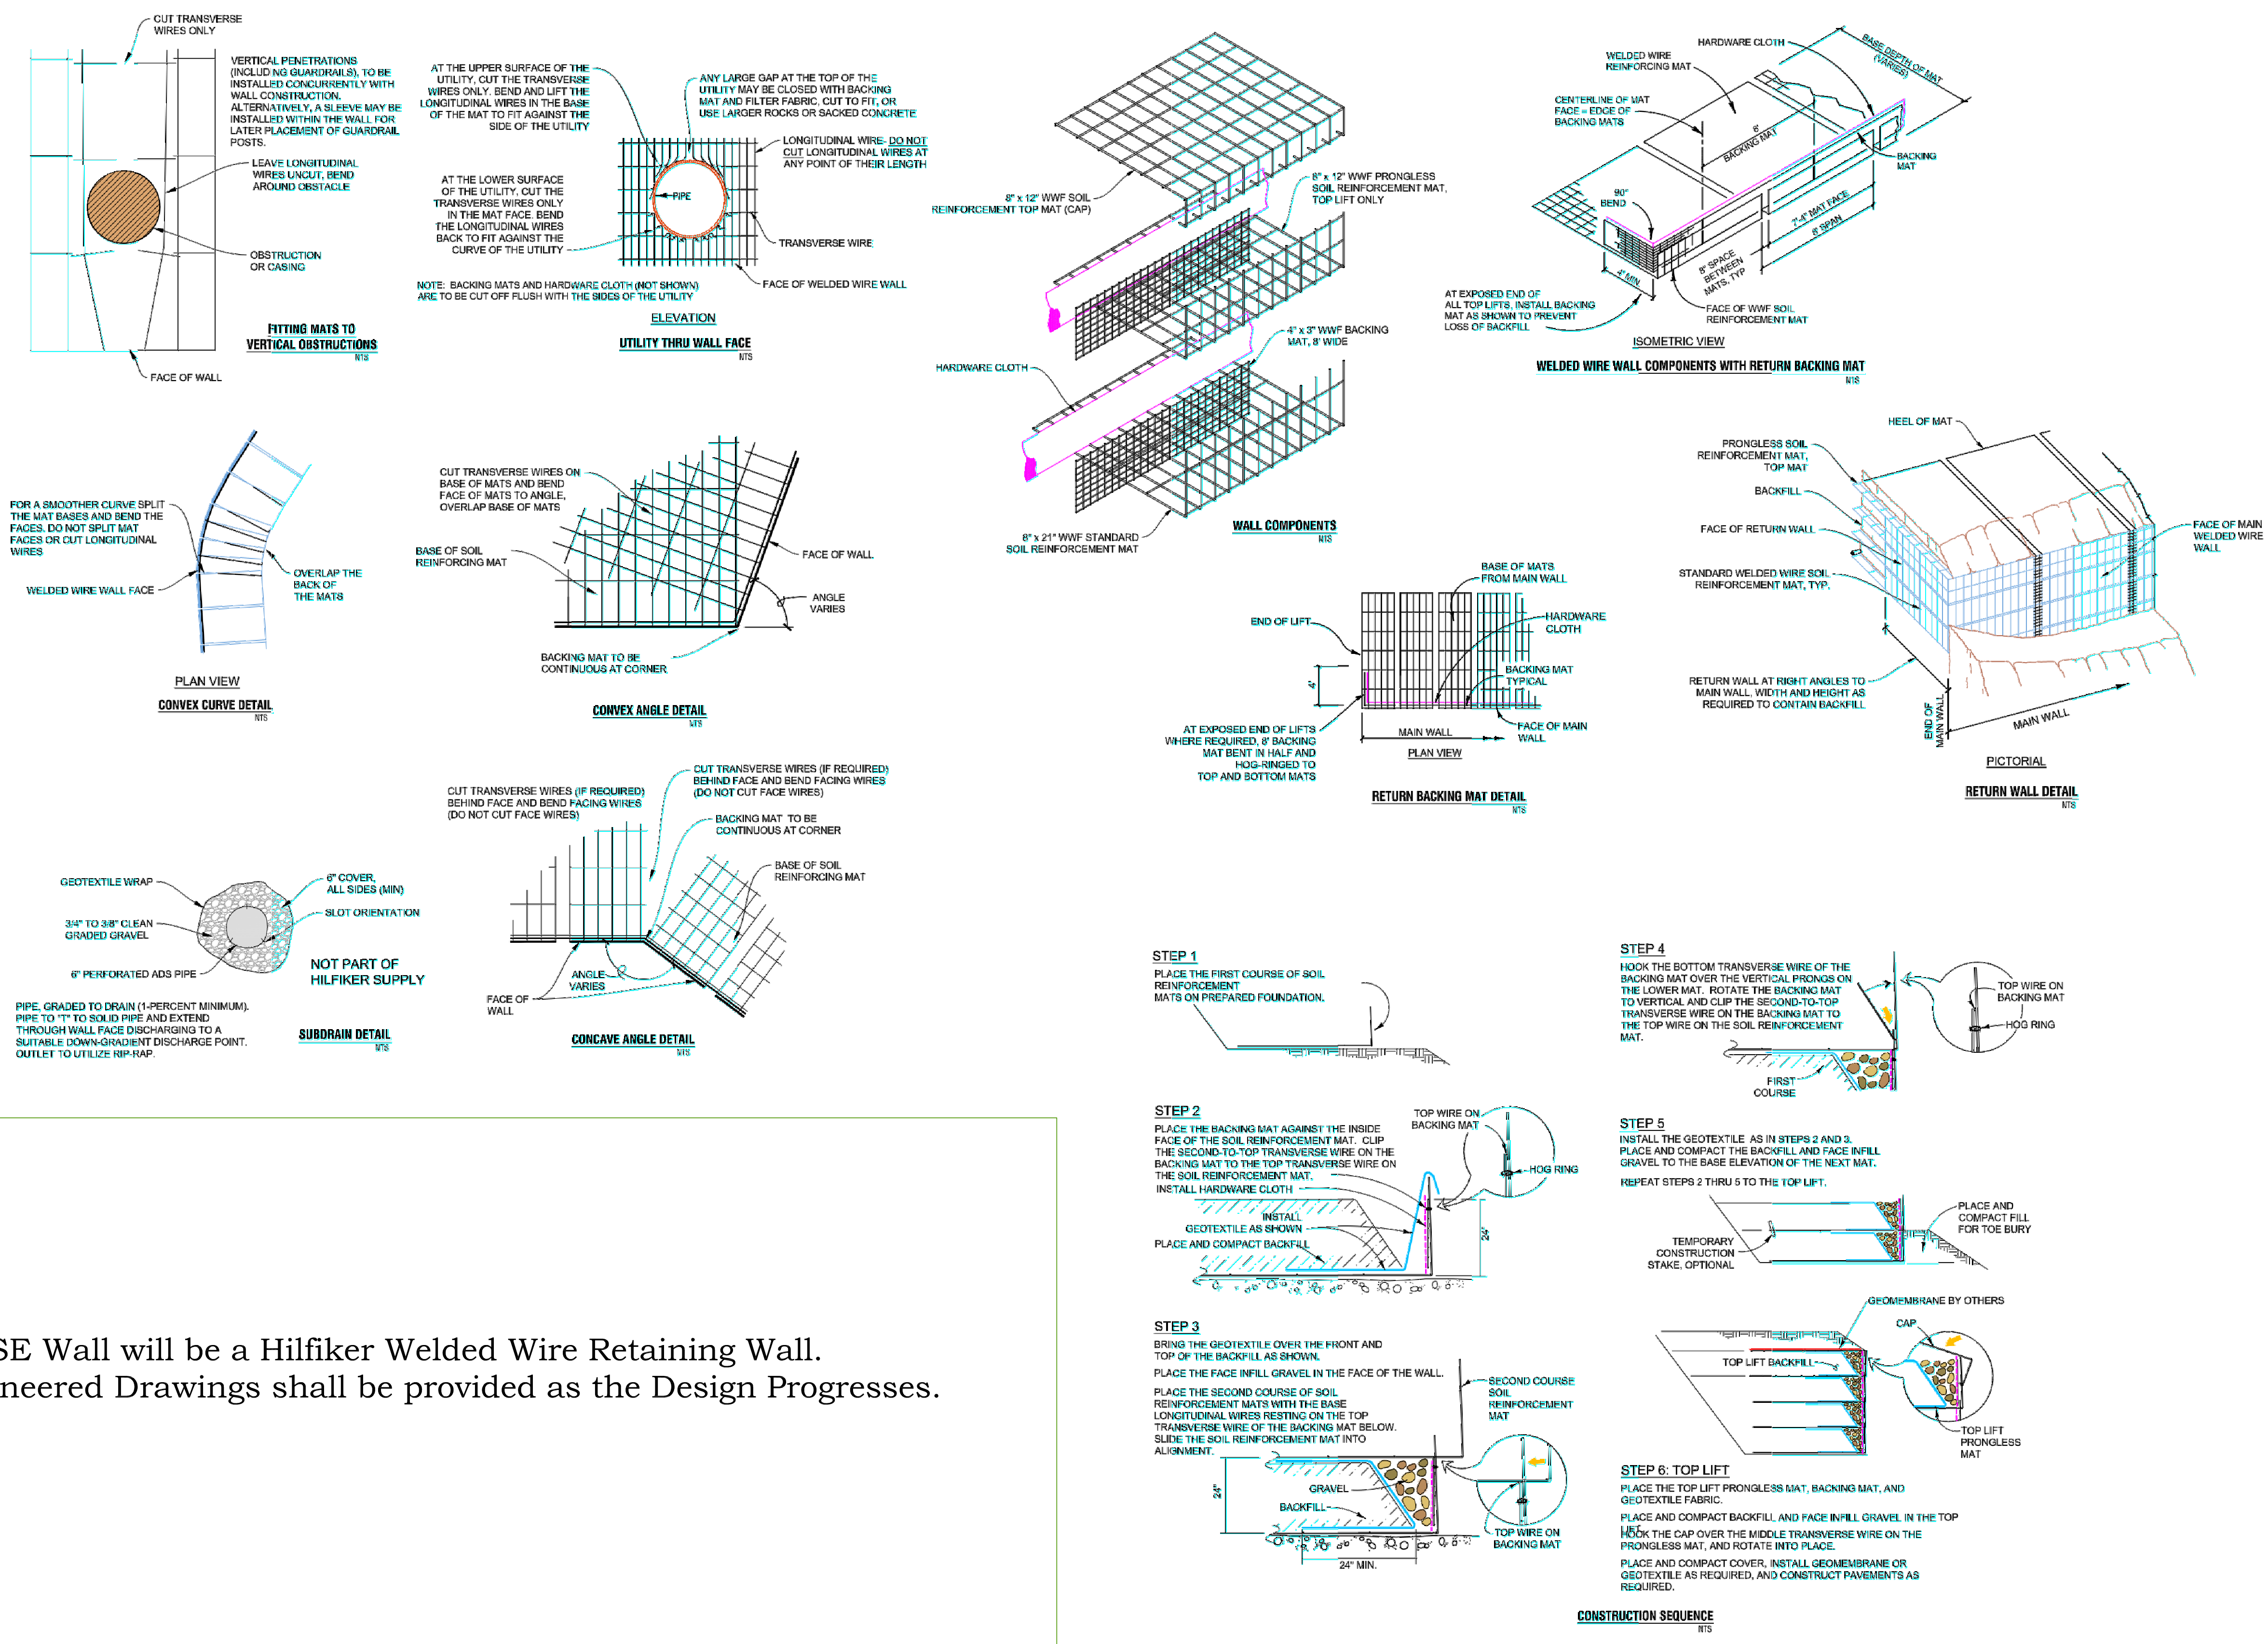 CUT TRANSVERSE
WIRES ONLY
VERTICAL PENETRATIONS
(INCLUDING GUARDRAILS), TO BE
INSTALLED CONCURRENTLY WITH
WALL CONSTRUCTION.
ALTERNATIVELY, A SLEEVE MAY BE
INSTALLED WITHIN THE WALL FOR
LATER PLACEMENT OF GUARDRAIL
POSTS.
LEAVE LONGITUDINAL
WIRES UNCUT, BEND
AROUND OBSTACLE
OBSTRUCTION
OR CASING
FITTING MATS TO
VERTICAL OBSTRUCTIONS
NTS
FACE OF WALL
AT THE UPPER SURFACE OF THE
UTILITY, CUT THE TRANSVERSE
WIRES ONLY. BEND AND LIFT THE
LONGITUDINAL WIRES IN THE BASE
OF THE MAT TO FIT AGAINST THE
SIDE OF THE UTILITY
ANY LARGE GAP AT THE TOP OF THE
UTILITY MAY BE CLOSED WITH BACKING
MAT AND FILTER FABRIC, CUT TO FIT, OR
USE LARGER ROCKS OR SACKED CONCRETE
LONGITUDINAL WIRE- DO NOT
CUT LONGITUDINAL WIRES AT
ANY POINT OF THEIR LENGTH
AT THE LOWER SURFACE
OF THE UTILITY, CUT THE
TRANSVERSE WIRES ONLY
IN THE MAT FACE. BEND
THE LONGITUDINAL WIRES
BACK TO FIT AGAINST THE
CURVE OF THE UTILITY
PIPE
TRANSVERSE WIRE
FACE OF WELDED WIRE WALL
NOTE: BACKING MATS AND HARDWARE CLOTH (NOT SHOWN)
ARE TO BE CUT OFF FLUSH WITH THE SIDES OF THE UTILITY
ELEVATION
UTILITY THRU WALL FACE
NTS
8" x 12" WWF SOIL
REINFORCEMENT TOP MAT (CAP)
8" x 12" WWF PRONGLESS
SOIL REINFORCEMENT MAT,
TOP LIFT ONLY
4" x 3" WWF BACKING
MAT, 8' WIDE
HARDWARE CLOTH
8" x 21" WWF STANDARD
SOIL REINFORCEMENT MAT
WALL COMPONENTS
NTS
HARDWARE CLOTH
WELDED WIRE
REINFORCING MAT
BASE DEPTH OF MAT
(VARIES)
CENTERLINE OF MAT
FACE = EDGE OF
BACKING MATS
8'
BACKING MAT
BACKING
MAT
90°
BEND
7'-4" MAT FACE
8' SPAN
8" SPACE
BETWEEN
MATS, TYP
4" MIN
AT EXPOSED END OF
ALL TOP LIFTS, INSTALL BACKING
MAT AS SHOWN TO PREVENT
LOSS OF BACKFILL
FACE OF WWF SOIL
REINFORCEMENT MAT
ISOMETRIC VIEW
WELDED WIRE WALL COMPONENTS WITH RETURN BACKING MAT
NTS
FOR A SMOOTHER CURVE SPLIT
THE MAT BASES AND BEND THE
FACES. DO NOT SPLIT MAT
FACES OR CUT LONGITUDINAL
WIRES
WELDED WIRE WALL FACE
OVERLAP THE
BACK OF
THE MATS
PLAN VIEW
CONVEX CURVE DETAIL
NTS
CUT TRANSVERSE WIRES ON
BASE OF MATS AND BEND
FACE OF MATS TO ANGLE,
OVERLAP BASE OF MATS
BASE OF SOIL
REINFORCING MAT
FACE OF WALL
ANGLE
VARIES
BACKING MAT TO BE
CONTINUOUS AT CORNER
CONVEX ANGLE DETAIL
NTS
BASE OF MATS
FROM MAIN WALL
END OF LIFT
HARDWARE
CLOTH
BACKING MAT
TYPICAL
4'
AT EXPOSED END OF LIFTS
WHERE REQUIRED, 8' BACKING
MAT BENT IN HALF AND
HOG-RINGED TO
TOP AND BOTTOM MATS
MAIN WALL
FACE OF MAIN
WALL
PLAN VIEW
RETURN BACKING MAT DETAIL
NTS
HEEL OF MAT
PRONGLESS SOIL
REINFORCEMENT MAT,
TOP MAT
BACKFILL
FACE OF RETURN WALL
STANDARD WELDED WIRE SOIL
REINFORCEMENT MAT, TYP.
FACE OF MAIN
WELDED WIRE
WALL
RETURN WALL AT RIGHT ANGLES TO
MAIN WALL, WIDTH AND HEIGHT AS
REQUIRED TO CONTAIN BACKFILL
END OF
MAIN WALL
MAIN WALL
PICTORIAL
RETURN WALL DETAIL
NTS
GEOTEXTILE WRAP
3/4" TO 3/8" CLEAN
GRADED GRAVEL
6" PERFORATED ADS PIPE
6" COVER,
ALL SIDES (MIN)
SLOT ORIENTATION
NOT PART OF
HILFIKER SUPPLY
PIPE, GRADED TO DRAIN (1-PERCENT MINIMUM).
PIPE TO "T" TO SOLID PIPE AND EXTEND
THROUGH WALL FACE DISCHARGING TO A
SUITABLE DOWN-GRADIENT DISCHARGE POINT.
OUTLET TO UTILIZE RIP-RAP.
SUBDRAIN DETAIL
NTS
CUT TRANSVERSE WIRES (IF REQUIRED)
BEHIND FACE AND BEND FACING WIRES
(DO NOT CUT FACE WIRES)
CUT TRANSVERSE WIRES (IF REQUIRED)
BEHIND FACE AND BEND FACING WIRES
(DO NOT CUT FACE WIRES)
BACKING MAT TO BE
CONTINUOUS AT CORNER
BASE OF SOIL
REINFORCING MAT
ANGLE
VARIES
FACE OF
WALL
CONCAVE ANGLE DETAIL
NTS
SE Wall will be a Hilfiker Welded Wire Retaining Wall.
neered Drawings shall be provided as the Design Progresses.
STEP 1
PLACE THE FIRST COURSE OF SOIL
REINFORCEMENT
MATS ON PREPARED FOUNDATION.
STEP 2
PLACE THE BACKING MAT AGAINST THE INSIDE
FACE OF THE SOIL REINFORCEMENT MAT. CLIP
THE SECOND-TO-TOP TRANSVERSE WIRE ON THE
BACKING MAT TO THE TOP TRANSVERSE WIRE ON
THE SOIL REINFORCEMENT MAT.
INSTALL HARDWARE CLOTH
INSTALL
GEOTEXTILE AS SHOWN
PLACE AND COMPACT BACKFILL
TOP WIRE ON
BACKING MAT
HOG RING
24"
STEP 3
BRING THE GEOTEXTILE OVER THE FRONT AND
TOP OF THE BACKFILL AS SHOWN.
PLACE THE FACE INFILL GRAVEL IN THE FACE OF THE WALL.
PLACE THE SECOND COURSE OF SOIL
REINFORCEMENT MATS WITH THE BASE
LONGITUDINAL WIRES RESTING ON THE TOP
TRANSVERSE WIRE OF THE BACKING MAT BELOW.
SLIDE THE SOIL REINFORCEMENT MAT INTO
ALIGNMENT.
SECOND COURSE
SOIL
REINFORCEMENT
MAT
24"
GRAVEL
BACKFILL
TOP WIRE ON
BACKING MAT
24" MIN.
STEP 4
HOOK THE BOTTOM TRANSVERSE WIRE OF THE
BACKING MAT OVER THE VERTICAL PRONGS ON
THE LOWER MAT. ROTATE THE BACKING MAT
TO VERTICAL AND CLIP THE SECOND-TO-TOP
TRANSVERSE WIRE ON THE BACKING MAT TO
THE TOP WIRE ON THE SOIL REINFORCEMENT
MAT.
TOP WIRE ON
BACKING MAT
HOG RING
FIRST
COURSE
STEP 5
INSTALL THE GEOTEXTILE AS IN STEPS 2 AND 3.
PLACE AND COMPACT THE BACKFILL AND FACE INFILL
GRAVEL TO THE BASE ELEVATION OF THE NEXT MAT.
REPEAT STEPS 2 THRU 5 TO THE TOP LIFT.
PLACE AND
COMPACT FILL
FOR TOE BURY
TEMPORARY
CONSTRUCTION
STAKE, OPTIONAL
GEOMEMBRANE BY OTHERS
CAP
TOP LIFT BACKFILL
TOP LIFT
PRONGLESS
MAT
STEP 6: TOP LIFT
PLACE THE TOP LIFT PRONGLESS MAT, BACKING MAT, AND
GEOTEXTILE FABRIC.
PLACE AND COMPACT BACKFILL AND FACE INFILL GRAVEL IN THE TOP
LIFT.
HOOK THE CAP OVER THE MIDDLE TRANSVERSE WIRE ON THE
PRONGLESS MAT, AND ROTATE INTO PLACE.
PLACE AND COMPACT COVER, INSTALL GEOMEMBRANE OR
GEOTEXTILE AS REQUIRED, AND CONSTRUCT PAVEMENTS AS
REQUIRED.
CONSTRUCTION SEQUENCE
NTS